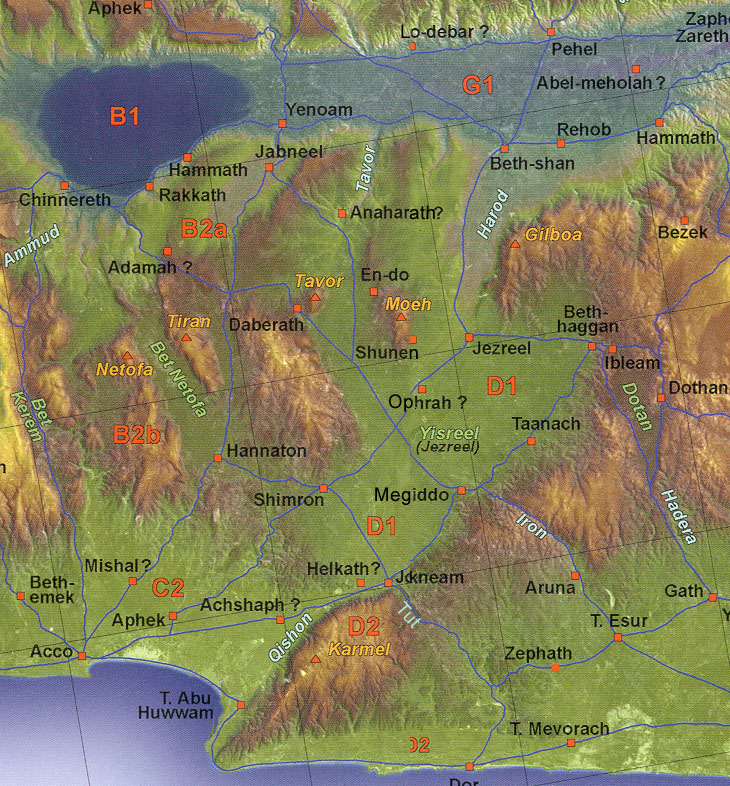 Aphek
Lo-debar ?
Pehel
Zaph
Zareth
Abel-meholah ?
G1
B1
Yenoam
Jabneel
Hammath
Rakkath
Chinnereth
Tavor
Rehob
Hammath
Beth-shan
Harod
Anaharath?
Gilboa
Bezek
Ammud
B2a
Adamah ?
Tavor
En-do
Moeh
Daberath
Tiran
Shunen
Jezreel
Beth-
haggan
Ibleam
Netofa
Bet Netofa
Bet
Kerem
B2b
Ophrah ?
D1
Dothan
Dotan
Taanach
Yisreel
(Jezreel)
Hannaton
Shimron
Megiddo
D1
Iron
Hadera
Mishal ?
C2
Helkath?
Jokneam
Aruna
Gath
Beth-
emek
Aphek
Achshaph ?
D2
Tut
Qishon
Karmel
T. Esur
Acco
Zephath
T. Abu
Huwwam
T. Mevorach
Dor